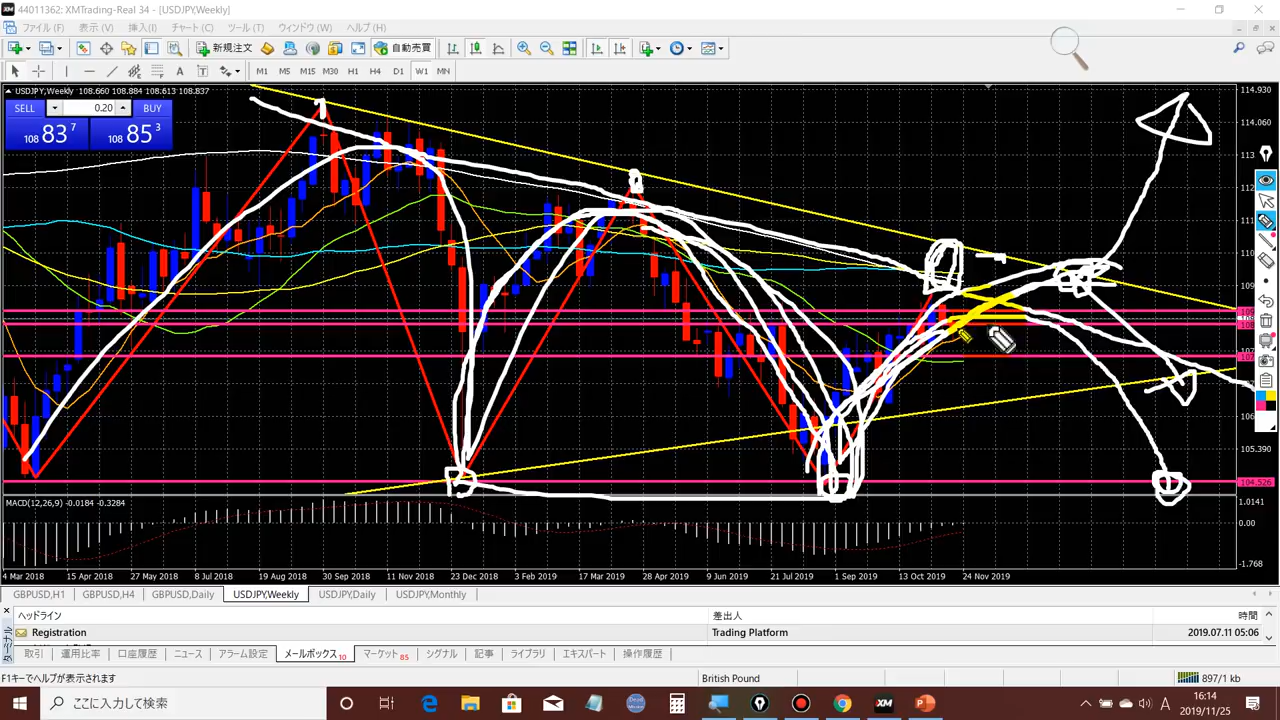 44011362: XMTrading-Real 34 - [USDJPY,Weekly]
ファイル (F) 表示 (V) 挿入(I) チャート (C) ツール (T) ウィンドウ (W) ヘルプ (H)
新規注文 自動売買
M1 M5 M15 M30 H1 H4 D1 W1 MN
USDJPY,Weekly 108.660 108.884 108.613 108.837
SELL 0.20 BUY
108 83 7 108 85 3
114.930
114.060
105.390
104.526
MACD(12,26,9) -0.0184 -0.3284
1.0141
0.00
-1.768
4 Mar 2018 15 Apr 2018 27 May 2018 8 Jul 2018 19 Aug 2018 30 Sep 2018 11 Nov 2018 23 Dec 2018 3 Feb 2019 17 Mar 2019 28 Apr 2019 9 Jun 2019 21 Jul 2019 1 Sep 2019 13 Oct 2019 24 Nov 2019
GBPUSD,H1 GBPUSD,H4 GBPUSD,Daily USDJPY,Weekly USDJPY,Daily USDJPY,Monthly
ヘッドライン 差出人 時間
Registration Trading Platform 2019.07.11 05:06
ターミナル
取引 運用比率 口座履歴 ニュース アラーム設定 メールボックス 10 マーケット 85 シグナル 記事 ライブラリ エキスパート 操作履歴
F1キーでヘルプが表示されます British Pound 897/1 kb
ここに入力して検索
A
16:14
2019/11/25